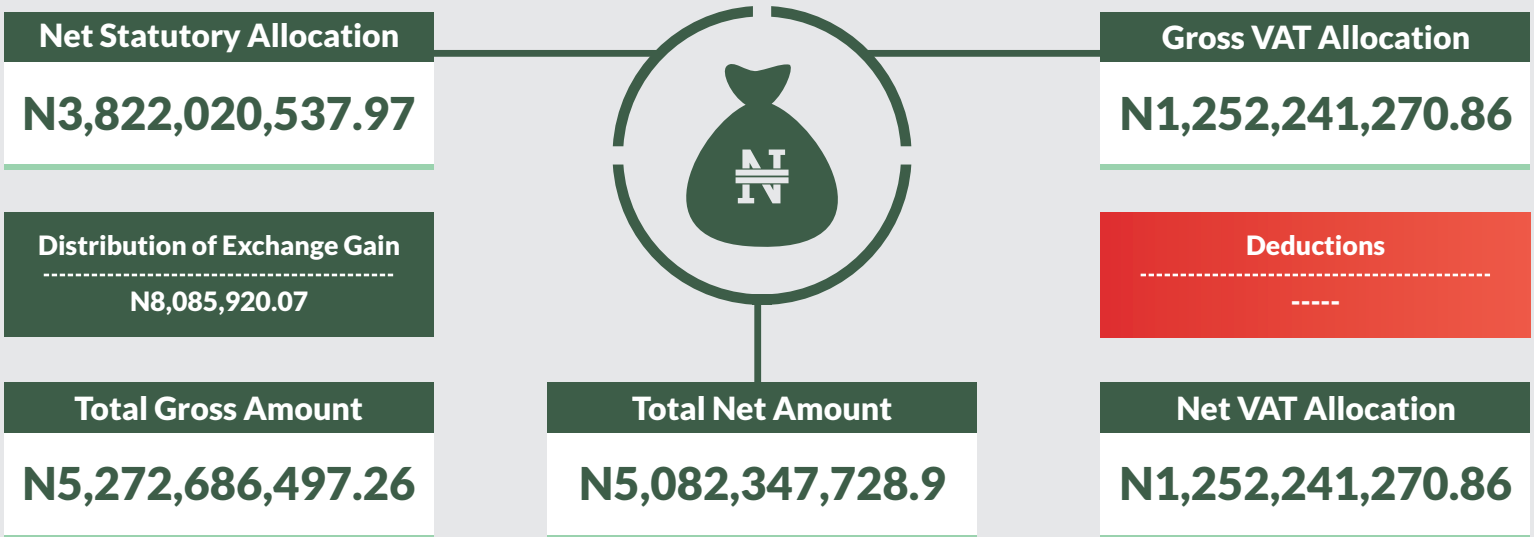 Net Statutory Allocation
N3,822,020,537.97
Gross VAT Allocation
N1,252,241,270.86
₦
Distribution of Exchange Gain
--------------------------------------------
N8,085,920.07
Deductions
--------------------------------------------
-----
Total Gross Amount
N5,272,686,497.26
Total Net Amount
N5,082,347,728.9
Net VAT Allocation
N1,252,241,270.86